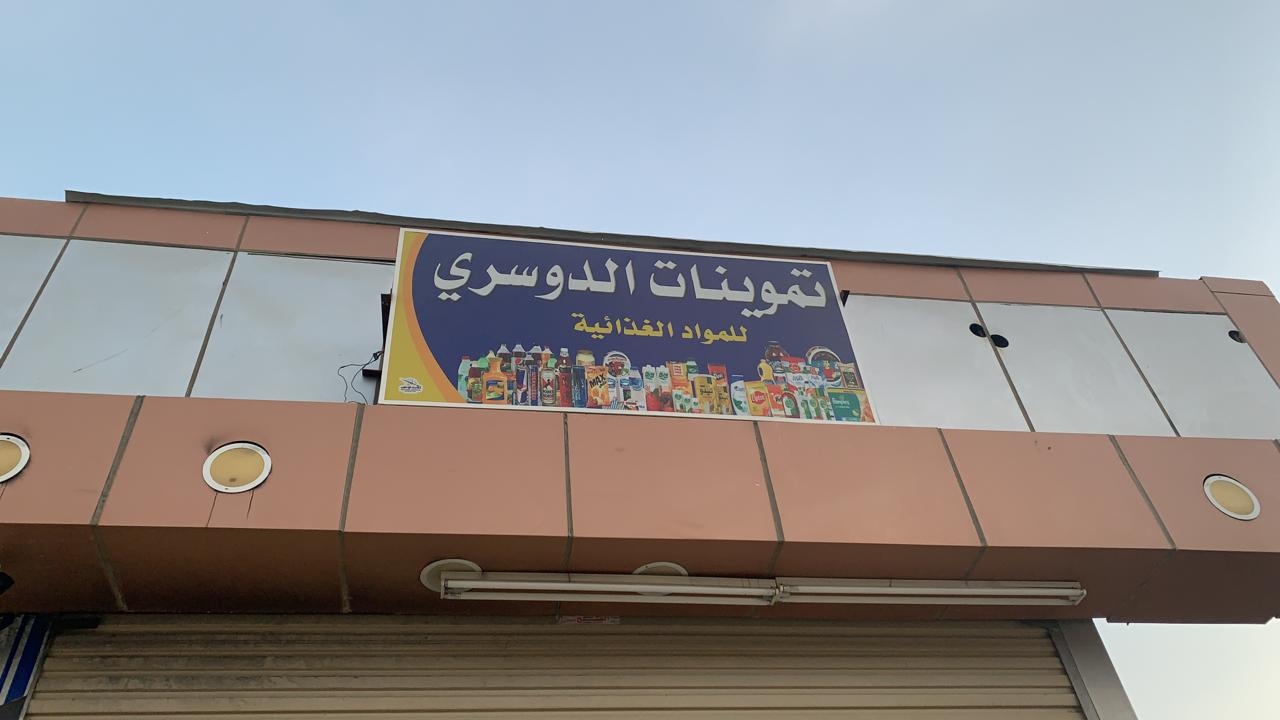 تموينات الدوسري
للمواد الغذائية